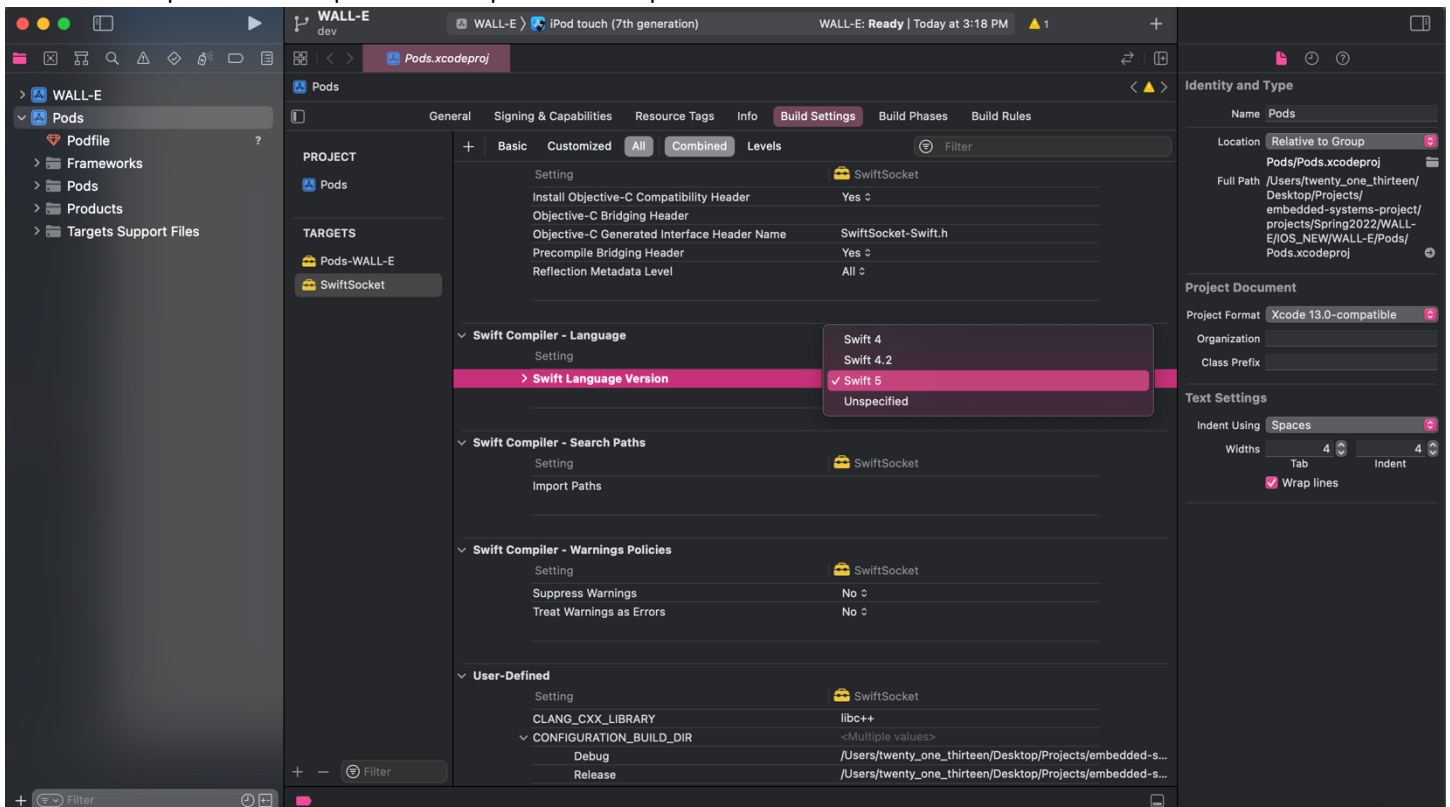 WALL-E
dev
WALL-E
iPod touch (7th generation)
WALL-E: Ready | Today at 3:18 PM
1
Pods.xcodeproj
WALL-E
Pods
Podfile
?
Frameworks
Pods
Products
Targets Support Files
Filter
Pods
General
Signing & Capabilities
Resource Tags
Info
Build Settings
Build Phases
Build Rules
PROJECT
Pods
TARGETS
Pods-WALL-E
SwiftSocket
Filter
Basic
Customized
All
Combined
Levels
Filter
Setting
SwiftSocket
Install Objective-C Compatibility Header
Yes
Objective-C Bridging Header
Objective-C Generated Interface Header Name
SwiftSocket-Swift.h
Precompile Bridging Header
Yes
Reflection Metadata Level
All
Swift Compiler - Language
Setting
Swift Language Version
Swift 4
Swift 4.2
Swift 5
Unspecified
Swift Compiler - Search Paths
Setting
SwiftSocket
Import Paths
Swift Compiler - Warnings Policies
Setting
SwiftSocket
Suppress Warnings
No
Treat Warnings as Errors
No
User-Defined
Setting
SwiftSocket
CLANG_CXX_LIBRARY
libc++
CONFIGURATION_BUILD_DIR
<Multiple values>
Debug
/Users/twenty_one_thirteen/Desktop/Projects/embedded-s...
Release
/Users/twenty_one_thirteen/Desktop/Projects/embedded-s...
Identity and Type
Name
Pods
Location
Relative to Group
Pods/Pods.xcodeproj
Full Path
/Users/twenty_one_thirteen/
Desktop/Projects/
embedded-systems-project/
projects/Spring2022/WALL-
E/IOS_NEW/WALL-E/Pods/
Pods.xcodeproj
Project Document
Project Format
Xcode 13.0-compatible
Organization
Class Prefix
Text Settings
Indent Using
Spaces
Widths
4
4
Tab
Indent
Wrap lines